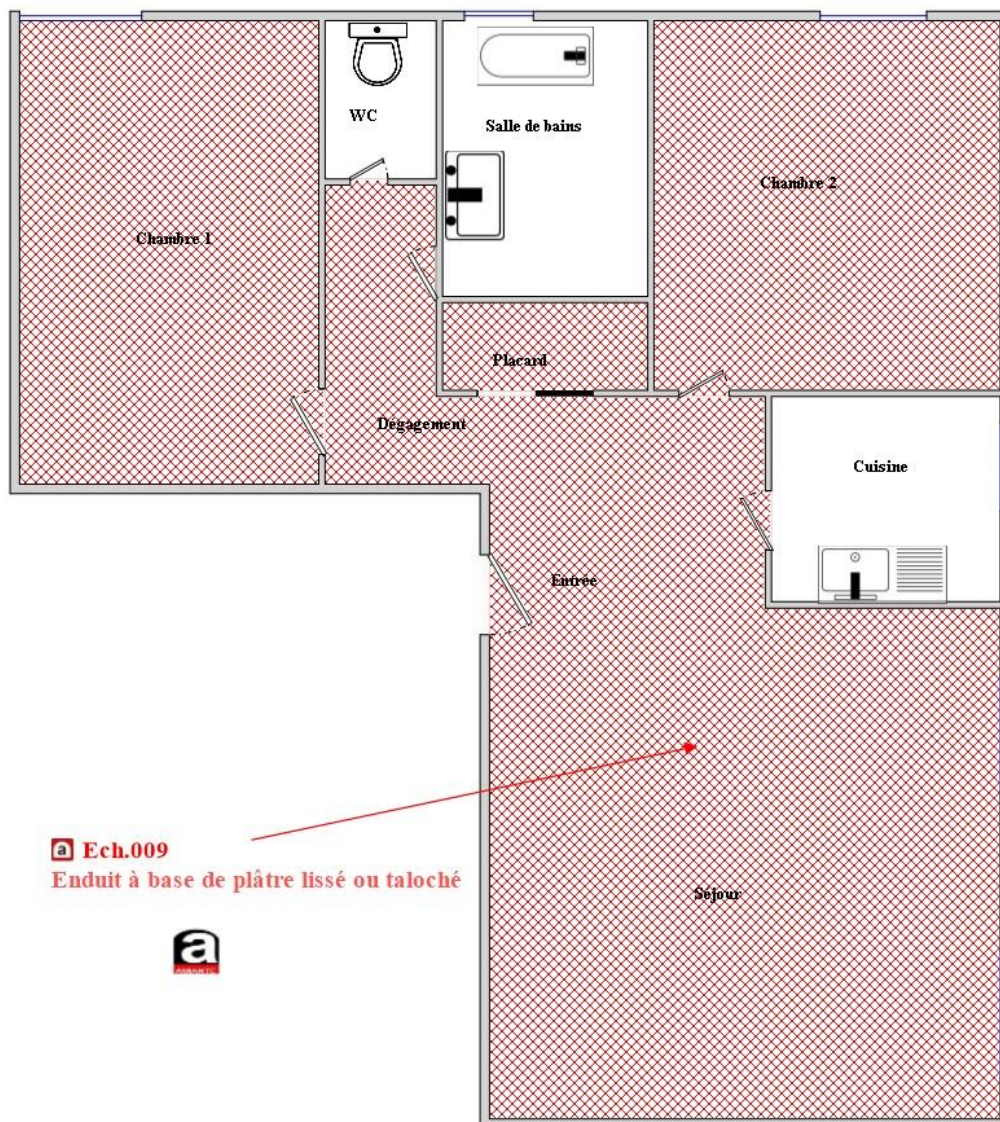 WC
Salle de bains
Chambre 2
Chambre 1
Placard
Dégagement
Cuisine
Entrée
a Ech.009
Enduit à base de plâtre lissé ou taloché
Séjour
a
AMIANTE